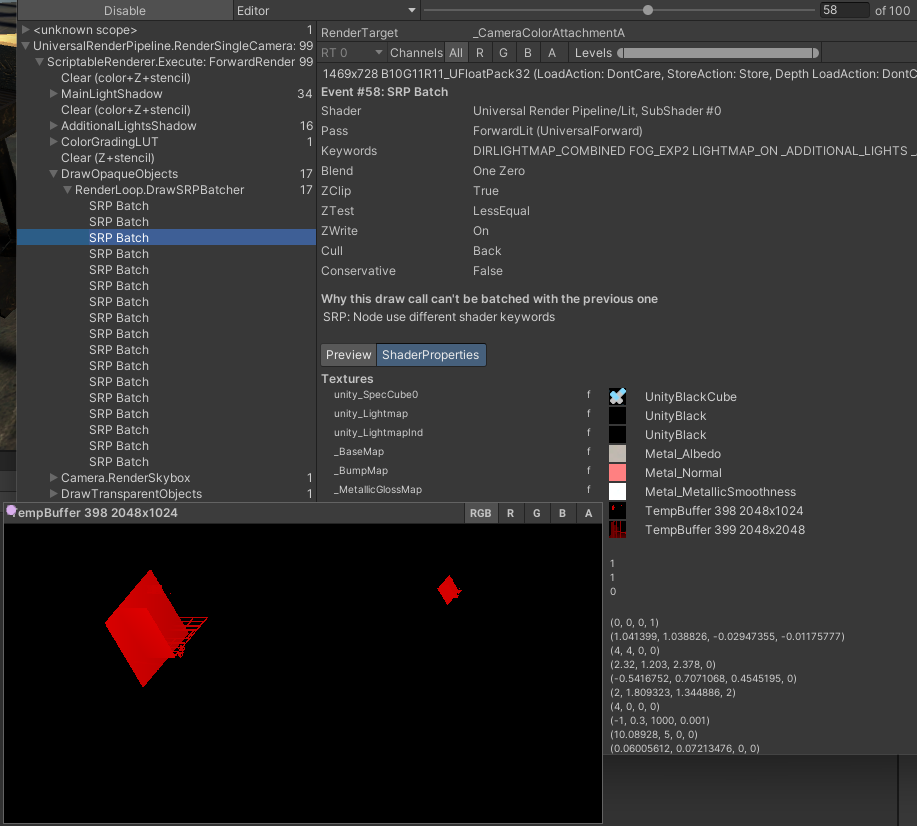 Disable Editor 58 of 100
<unknown scope> 1
RenderTarget _CameraColorAttachmentA
UniversalRenderPipeline.RenderSingleCamera: 99
RT 0 Channels All R G B A Levels
ScriptableRenderer.Execute: ForwardRender 99
Clear (color+Z+stencil)
1469x728 B10G11R11_UFloatPack32 (LoadAction: DontCare, StoreAction: Store, Depth LoadAction: DontC
MainLightShadow 34
Event #58: SRP Batch
Clear (color+Z+stencil)
Shader Universal Render Pipeline/Lit, SubShader #0
AdditionalLightsShadow 16
Pass ForwardLit (UniversalForward)
ColorGradingLUT 1
Keywords DIRLIGHTMAP_COMBINED FOG_EXP2 LIGHTMAP_ON _ADDITIONAL_LIGHTS _
Clear (Z+stencil)
Blend One Zero
DrawOpaqueObjects 17
RenderLoop.DrawSRPBatcher 17
ZClip True
SRP Batch
ZTest LessEqual
SRP Batch
ZWrite On
SRP Batch
Cull Back
SRP Batch
Conservative False
SRP Batch
SRP Batch
Why this draw call can't be batched with the previous one
SRP Batch
SRP: Node use different shader keywords
SRP Batch
SRP Batch
SRP Batch
Preview ShaderProperties
SRP Batch
Textures
SRP Batch
unity_SpecCube0 f UnityBlackCube
SRP Batch
unity_Lightmap f UnityBlack
SRP Batch
unity_LightmapInd f UnityBlack
SRP Batch
_BaseMap f Metal_Albedo
SRP Batch
_BumpMap f Metal_Normal
SRP Batch
Camera.RenderSkybox 1
_MetallicGlossMap f Metal_MetallicSmoothness
DrawTransparentObjects 1
TempBuffer 398 2048x1024 RGB R G B A
TempBuffer 398 2048x1024
TempBuffer 399 2048x2048
1
1
0
(0, 0, 0, 1)
(1.041399, 1.038826, -0.02947355, -0.01175777)
(4, 4, 0, 0)
(2.32, 1.203, 2.378, 0)
(-0.5416752, 0.7071068, 0.4545195, 0)
(2, 1.809323, 1.344886, 2)
(4, 0, 0, 0)
(-1, 0.3, 1000, 0.001)
(10.08928, 5, 0, 0)
(0.06005612, 0.07213476, 0, 0)